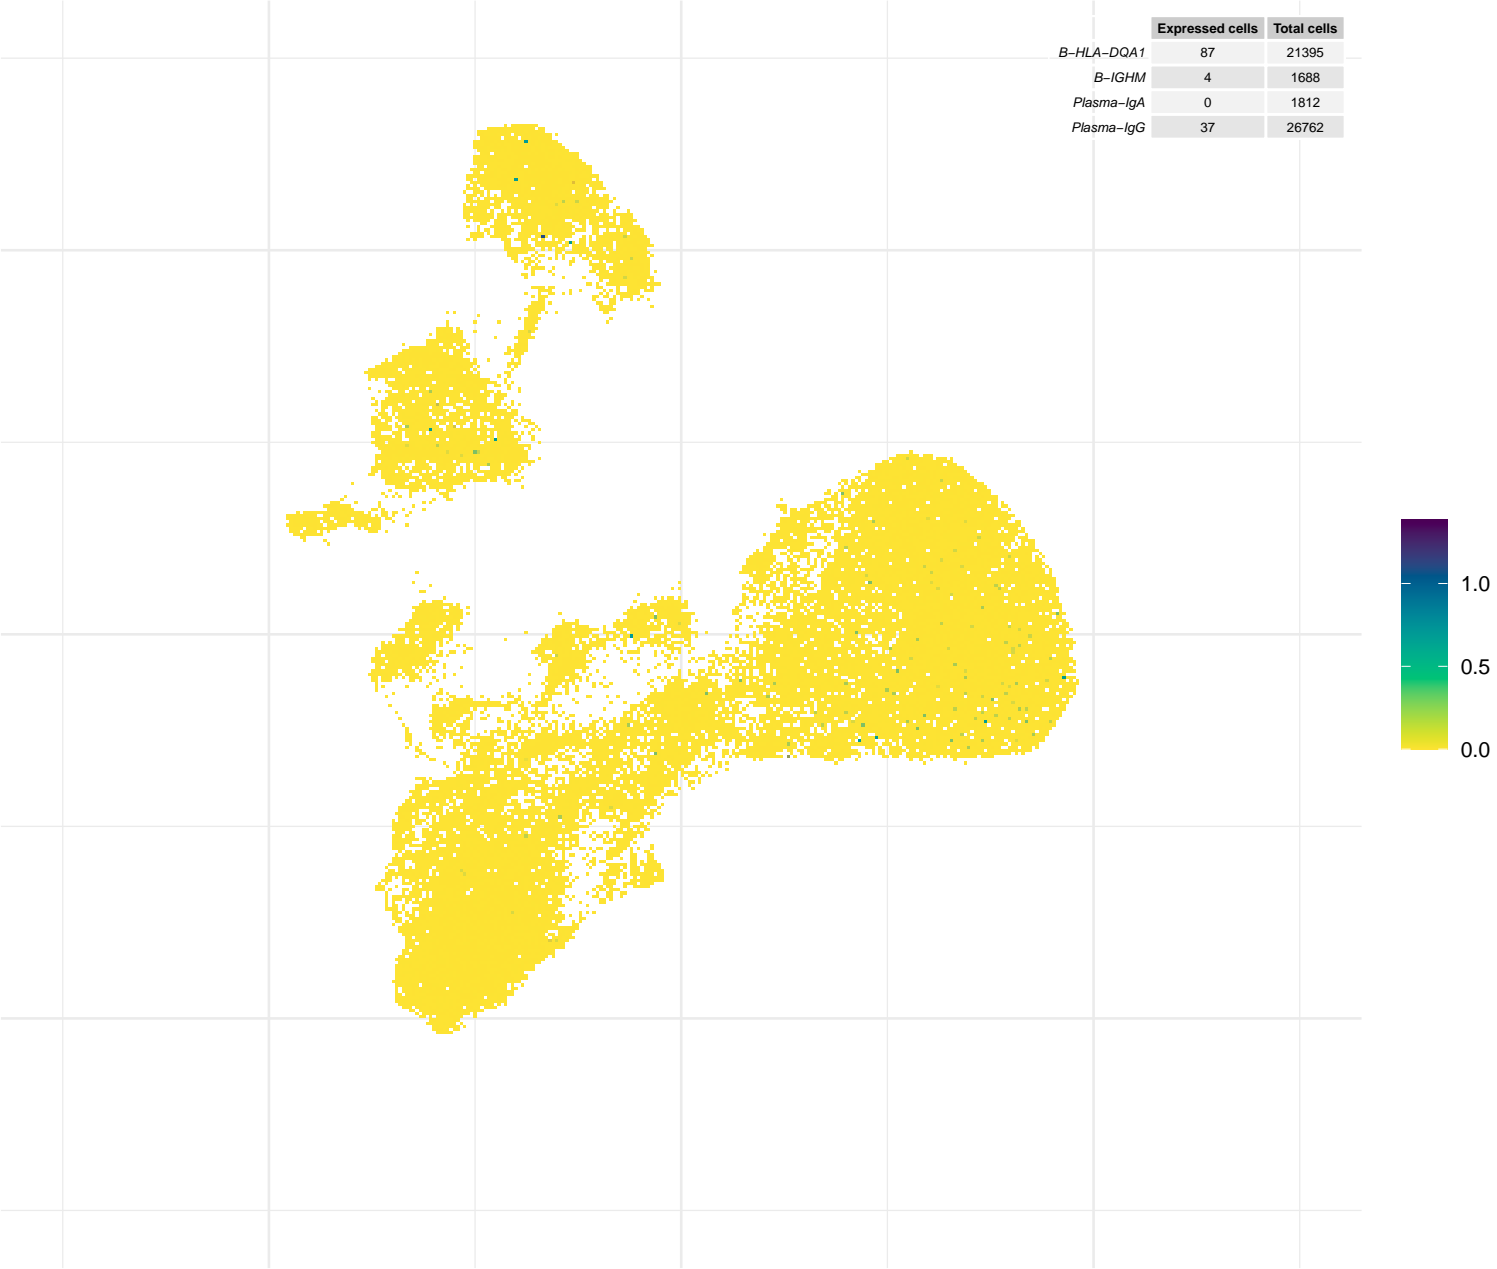 Expressed cells Total cells
B−HLA−DQA1 87 21395
B−IGHM 4 1688
Plasma−IgA 0 1812
Plasma−IgG 37 26762
1.0
0.5
0.0